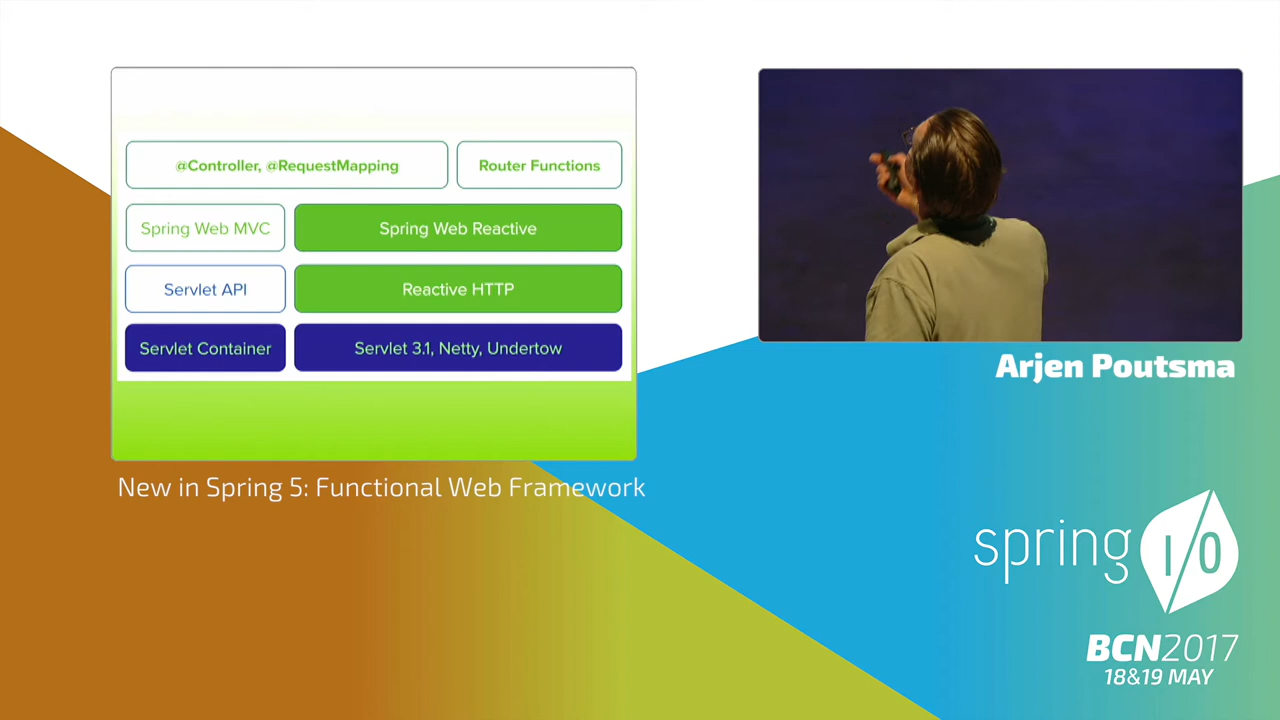 @Controller, @RequestMapping
Router Functions
Spring Web MVC
Spring Web Reactive
Servlet API
Reactive HTTP
Servlet Container
Servlet 3.1, Netty, Undertow
New in Spring 5: Functional Web Framework
Arjen Poutsma
spring I/O
BCN2017
18&19 MAY